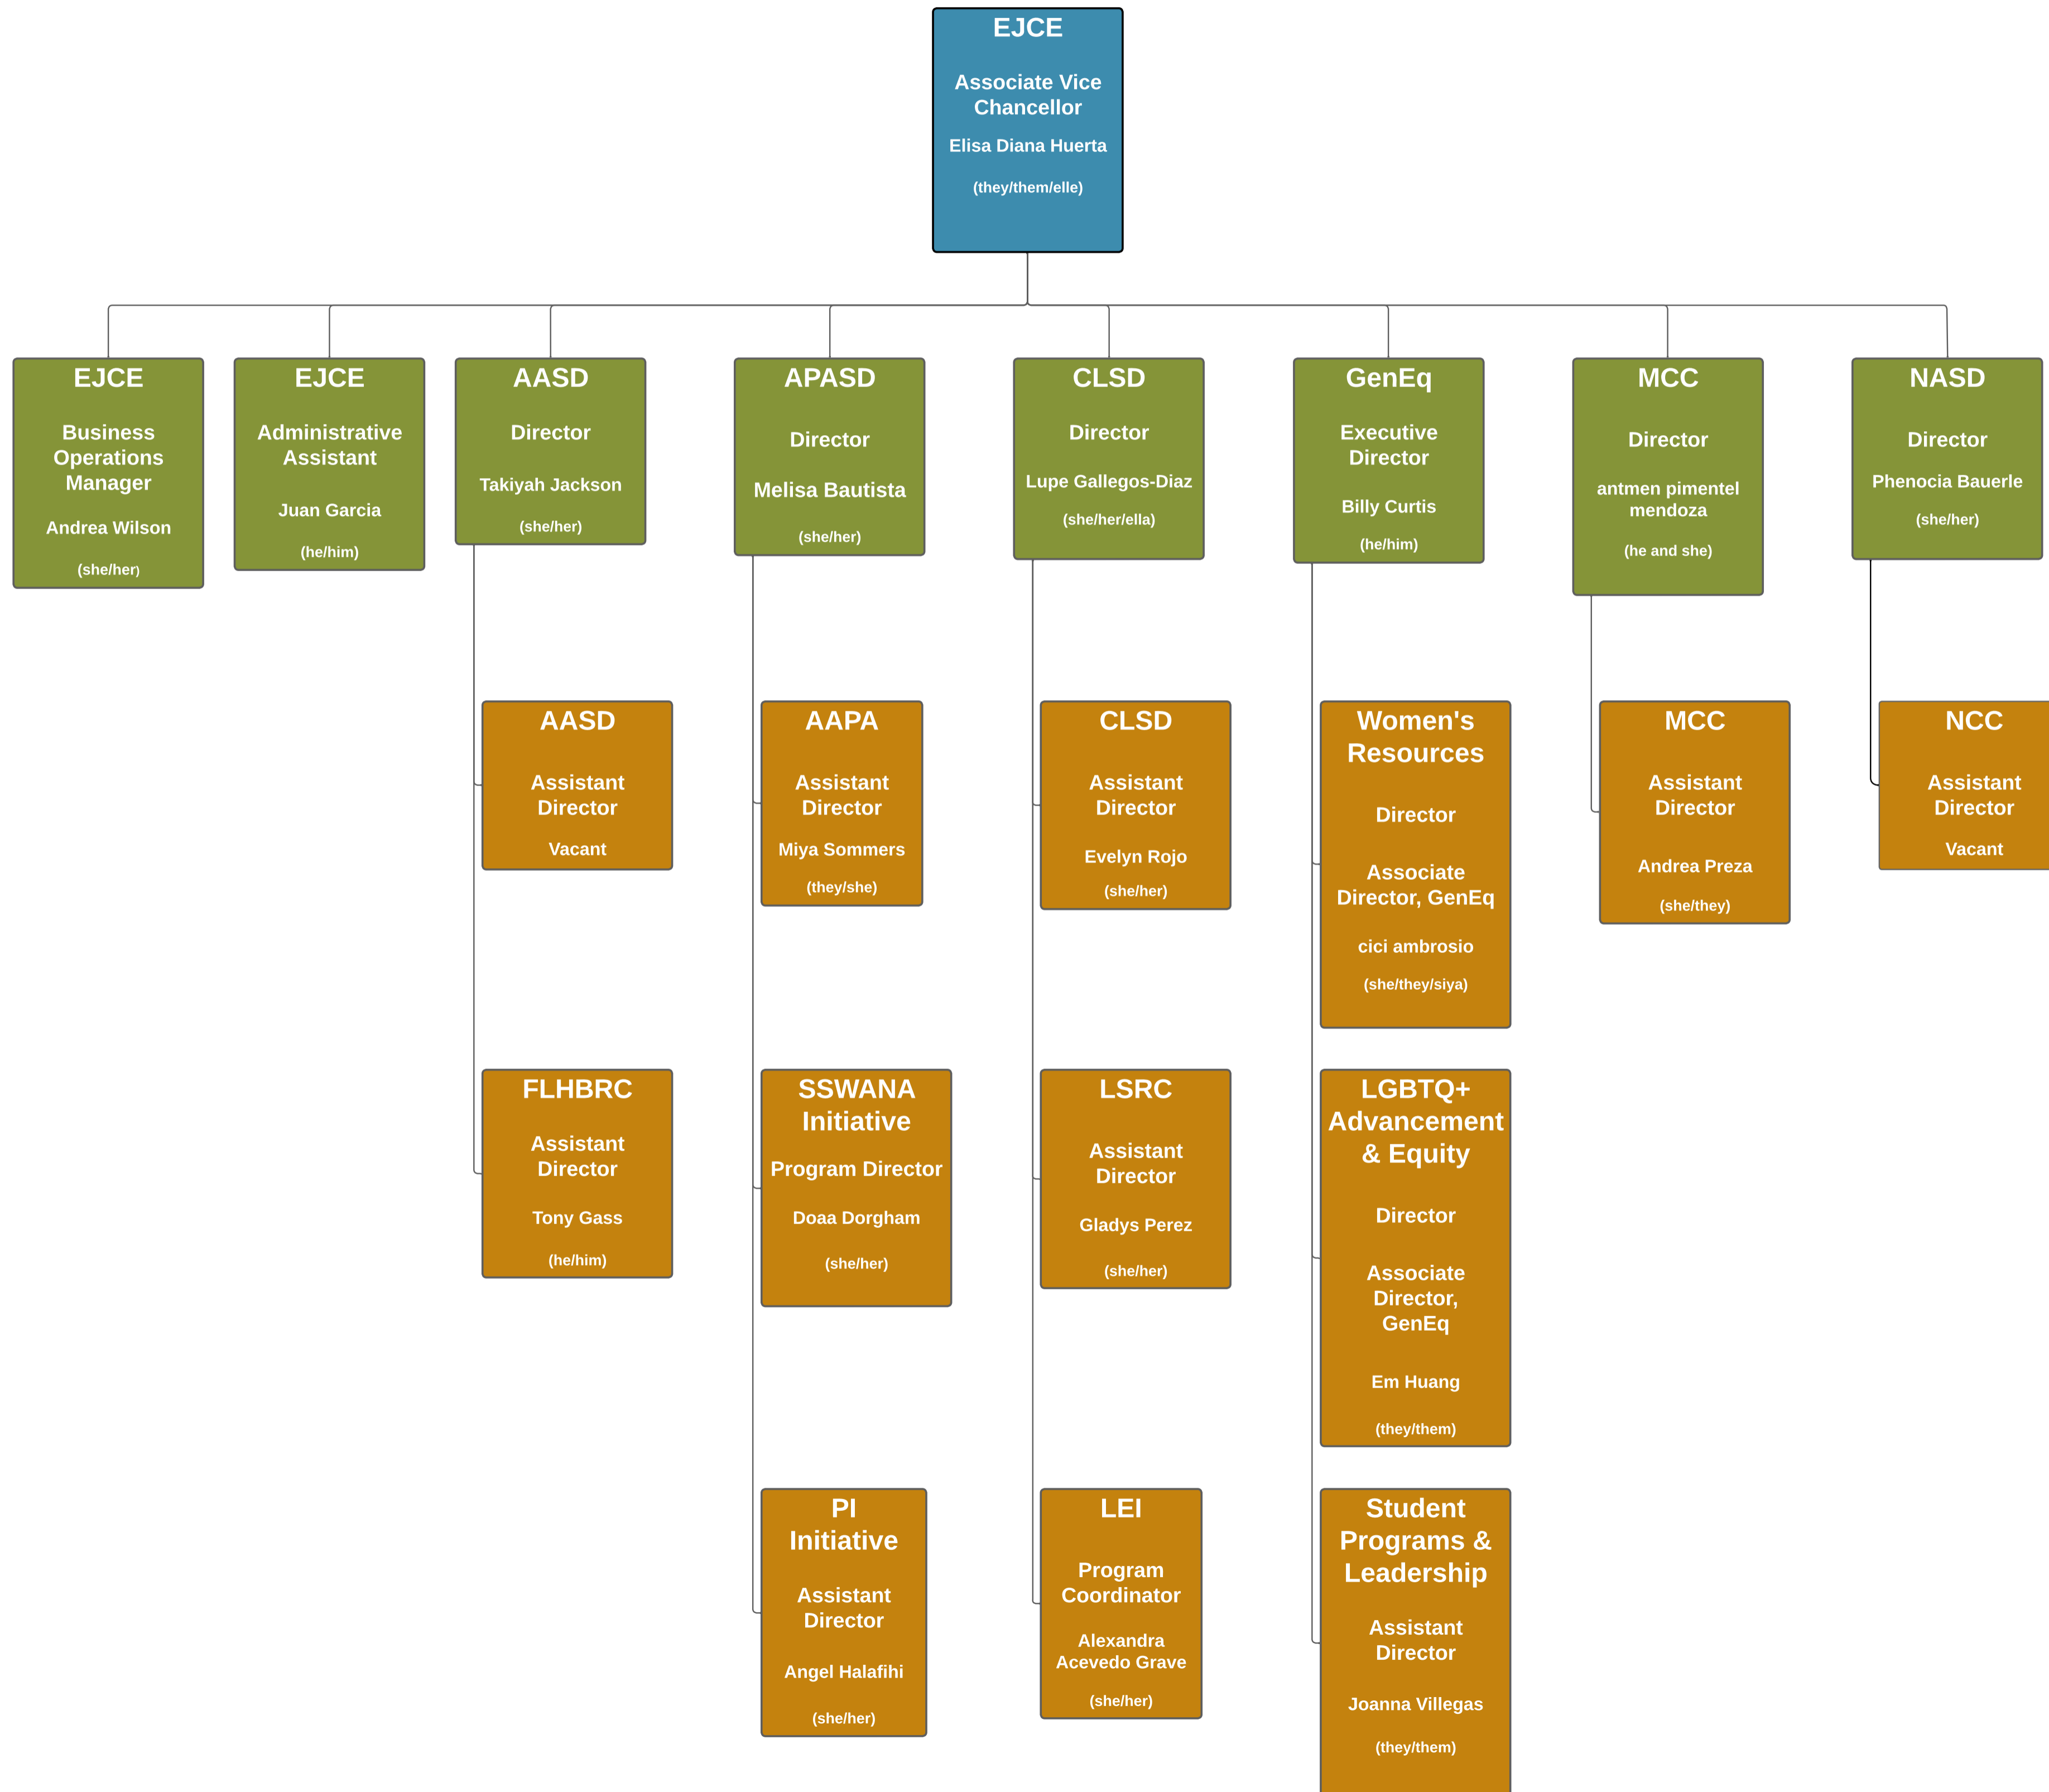 EJCE
Associate Vice
Chancellor
Elisa Diana Huerta
(they/them/elle)
EJCE
Business
Operations
Manager
Andrea Wilson
(she/her)
EJCE
Administrative
Assistant
Juan Garcia
(he/him)
AASD
Director
Takiyah Jackson
(she/her)
APASD
Director
Melisa Bautista
(she/her)
CLSD
Director
Lupe Gallegos-Diaz
(she/her/ella)
GenEq
Executive
Director
Billy Curtis
(he/him)
MCC
Director
antmen pimentel
mendoza
(he and she)
NASD
Director
Phenocia Bauerle
(she/her)
AASD
Assistant
Director
Vacant
AAPA
Assistant
Director
Miya Sommers
(they/she)
CLSD
Assistant
Director
Evelyn Rojo
(she/her)
Women's
Resources
Director
Associate
Director, GenEq
cici ambrosio
(she/they/siya)
MCC
Assistant
Director
Andrea Preza
(she/they)
NCC
Assistant
Director
Vacant
FLHBRC
Assistant
Director
Tony Gass
(he/him)
SSWANA
Initiative
Program Director
Doaa Dorgham
(she/her)
LSRC
Assistant
Director
Gladys Perez
(she/her)
LGBTQ+
Advancement
& Equity
Director
Associate
Director,
GenEq
Em Huang
(they/them)
PI
Initiative
Assistant
Director
Angel Halafihi
(she/her)
LEI
Program
Coordinator
Alexandra
Acevedo Grave
(she/her)
Student
Programs &
Leadership
Assistant
Director
Joanna Villegas
(they/them)